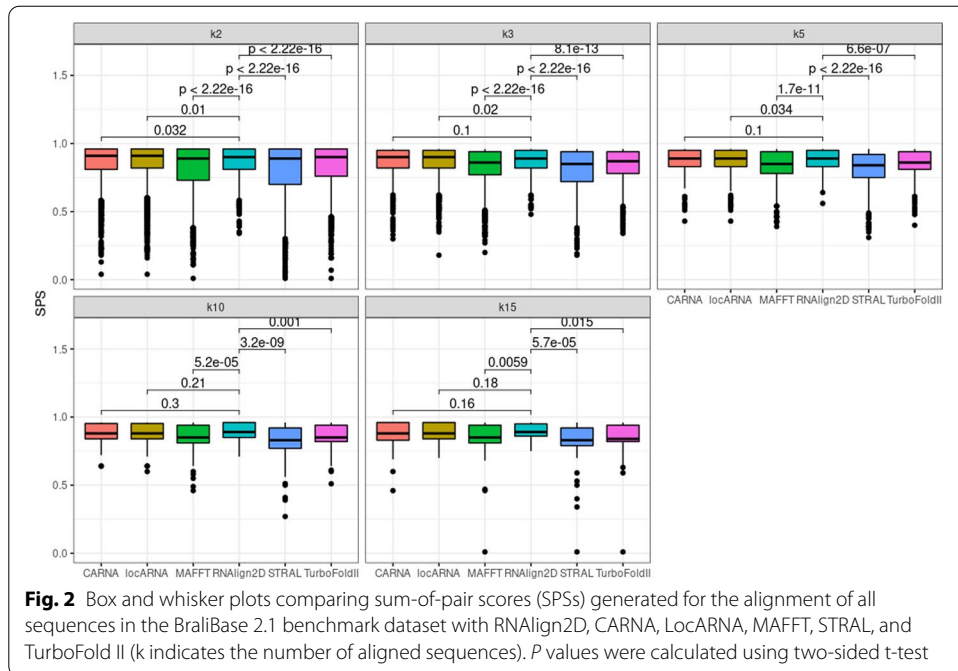 k2 k3 k5
p < 2.22e-16 8.1e-13 6.6e-07
p < 2.22e-16 p < 2.22e-16 p < 2.22e-16
p < 2.22e-16 p < 2.22e-16 1.7e-11
0.01 0.02 0.034
0.032 0.1 0.1
1.5
1.0
0.5
0.0
SPS
CARNA locARNA MAFFT RNAlign2D STRAL TurboFoldII
k10 k15
0.001 0.015
3.2e-09 5.7e-05
5.2e-05 0.0059
0.21 0.18
0.3 0.16
1.5
1.0
0.5
0.0
CARNA locARNA MAFFT RNAlign2D STRAL TurboFoldII CARNA locARNA MAFFT RNAlign2D STRAL TurboFoldII
Fig. 2 Box and whisker plots comparing sum-of-pair scores (SPSs) generated for the alignment of all
sequences in the BraliBase 2.1 benchmark dataset with RNAlign2D, CARNA, LocARNA, MAFFT, STRAL, and
TurboFold II (k indicates the number of aligned sequences). P values were calculated using two-sided t-test